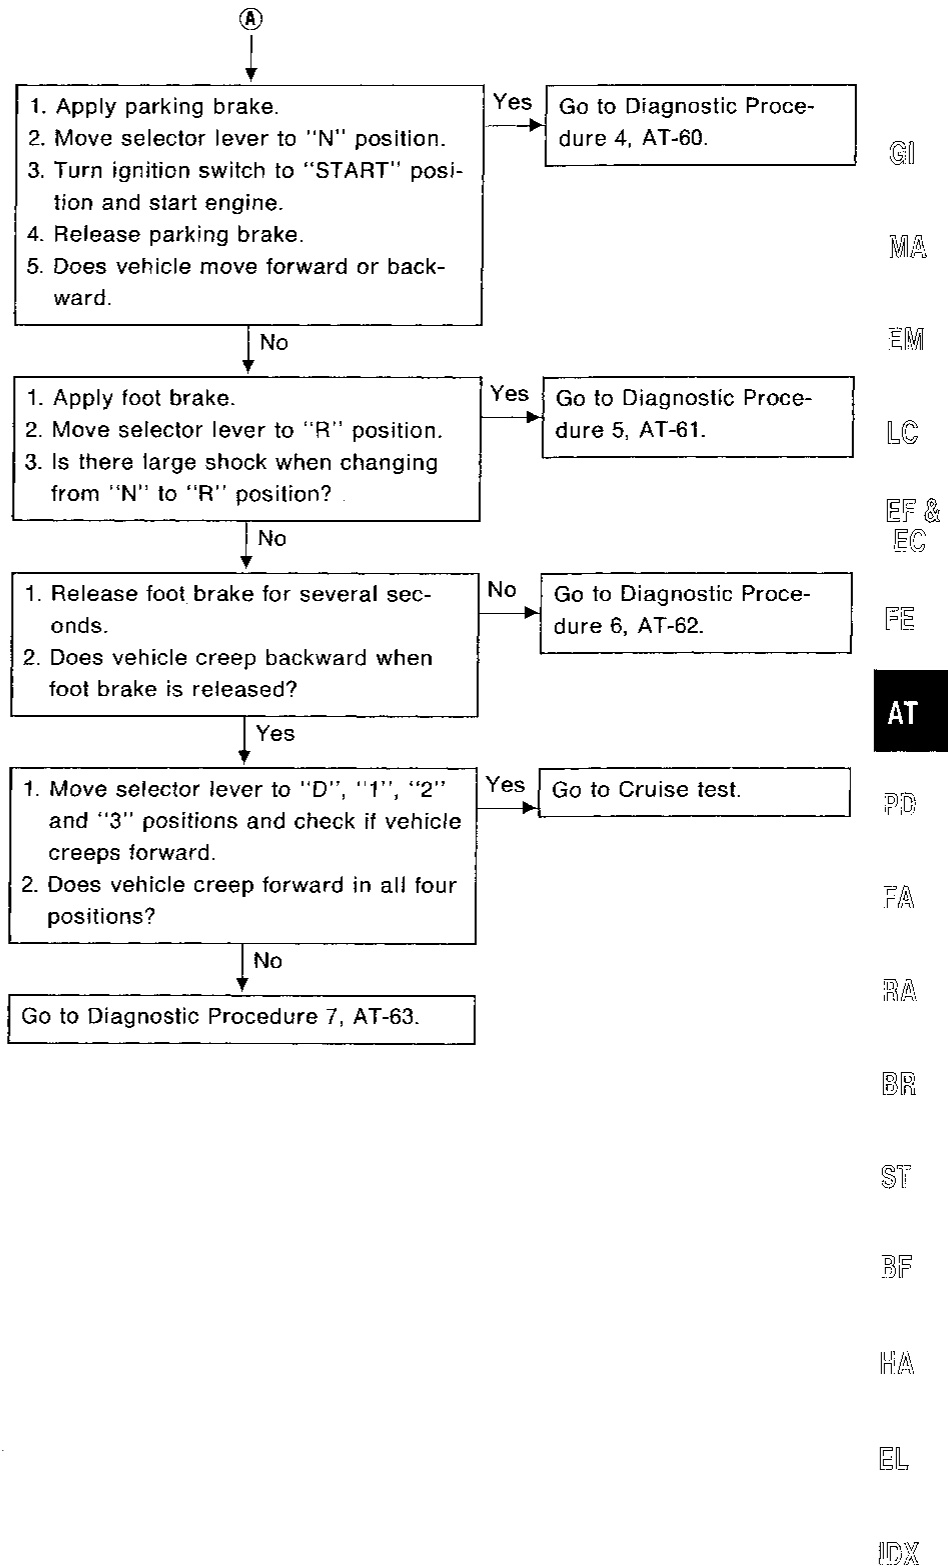 A
1. Apply parking brake.
2. Move selector lever to "N" position.
3. Turn ignition switch to "START" posi-
tion and start engine.
4. Release parking brake.
5. Does vehicle move forward or back-
ward.
Yes
Go to Diagnostic Proce-
dure 4, AT-60.
No
1. Apply foot brake.
2. Move selector lever to "R" position.
3. Is there large shock when changing
from "N" to "R" position?
Yes
Go to Diagnostic Proce-
dure 5, AT-61.
No
1. Release foot brake for several sec-
onds.
2. Does vehicle creep backward when
foot brake is released?
No
Go to Diagnostic Proce-
dure 6, AT-62.
Yes
1. Move selector lever to "D", "1", "2"
and "3" positions and check if vehicle
creeps forward.
2. Does vehicle creep forward in all four
positions?
Yes
Go to Cruise test.
No
Go to Diagnostic Procedure 7, AT-63.
GI
MA
EM
LC
EF &
EC
FE
AT
PD
FA
RA
BR
ST
BF
HA
EL
IDX